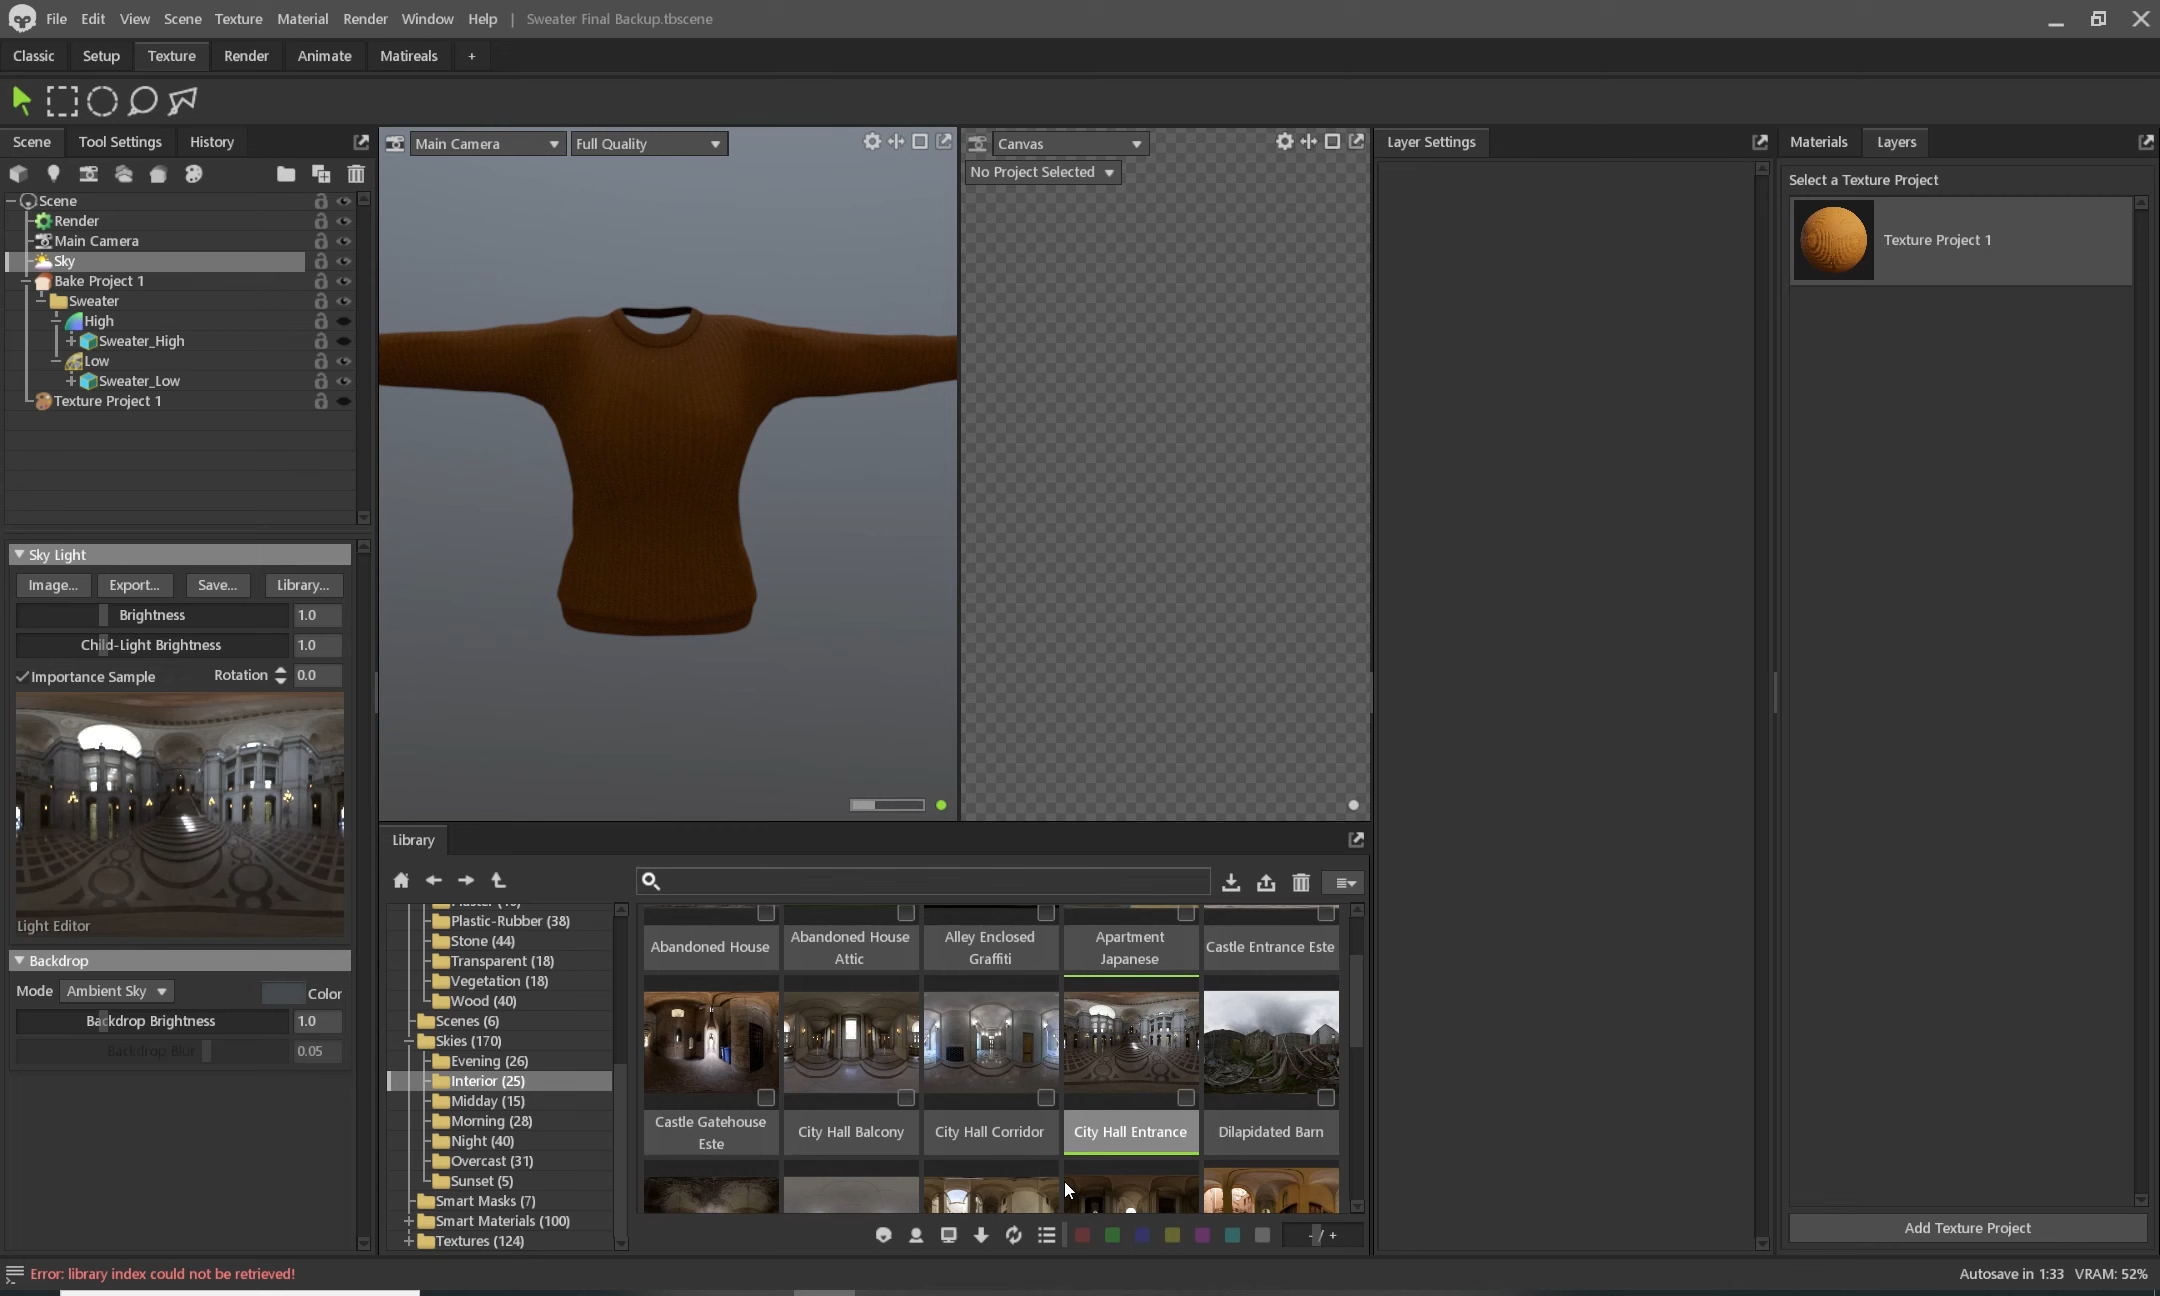 File Edit View Scene Texture Material Render Window Help | Sweater Final Backup.tbscene
Classic Setup Texture Render Animate Matireals +
Scene Tool Settings History
Scene
Render
Main Camera
Sky
Bake Project 1
Sweater
High
Sweater_High
Low
Sweater_Low
Texture Project 1
Sky Light
Image... Export... Save... Library...
Brightness 1.0
Child-Light Brightness 1.0
Importance Sample Rotation 0.0
Light Editor
Backdrop
Mode Ambient Sky Color
Backdrop Brightness 1.0
Backdrop Blur 0.05
Main Camera Full Quality
Canvas
No Project Selected
Library
Plastic-Rubber (38)
Stone (44)
Transparent (18)
Vegetation (18)
Wood (40)
Scenes (6)
Skies (170)
Evening (26)
Interior (25)
Midday (15)
Morning (28)
Night (40)
Overcast (31)
Sunset (5)
Smart Masks (7)
Smart Materials (100)
Textures (124)
Abandoned House
Abandoned House
Attic
Alley Enclosed
Graffiti
Apartment
Japanese
Castle Entrance Este
Castle Gatehouse
Este
City Hall Balcony
City Hall Corridor
City Hall Entrance
Dilapidated Barn
- / +
Layer Settings
Materials Layers
Select a Texture Project
Texture Project 1
Add Texture Project
Error: library index could not be retrieved!
Autosave in 1:33 VRAM: 52%